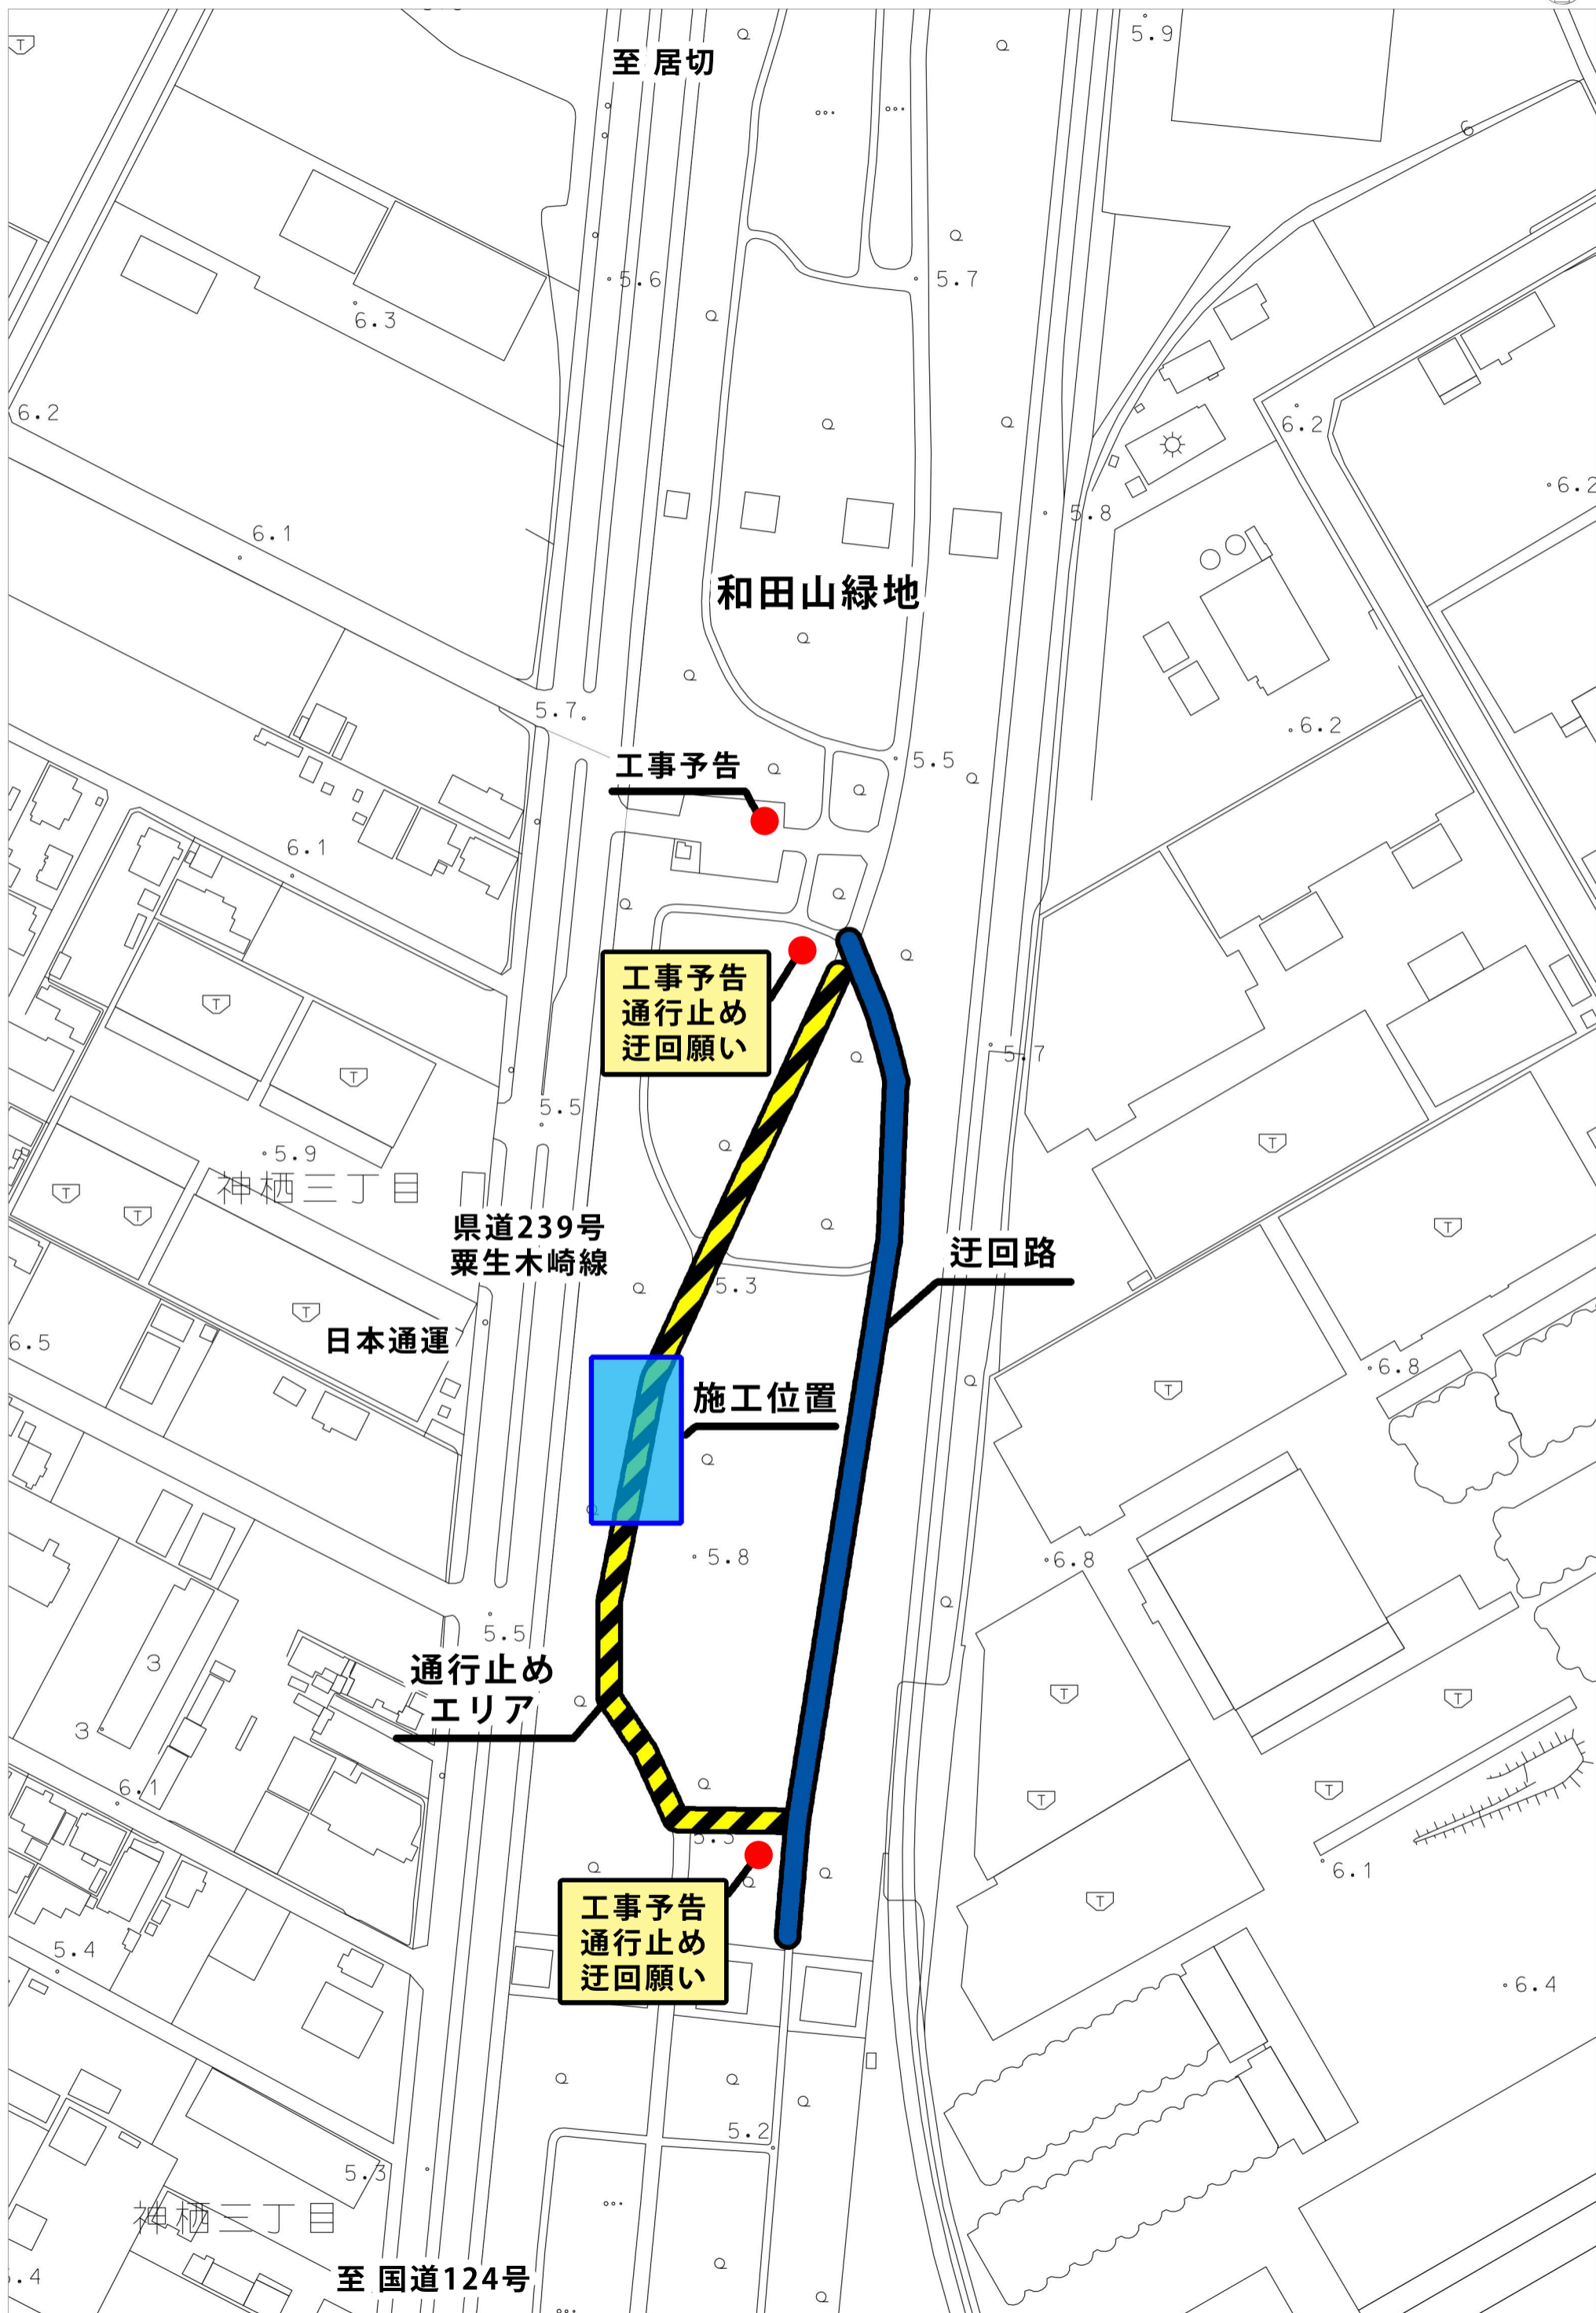 5.9
至 居切
6
5.6
5.7
6.3
6.2
6.2
6.2
5.8
6.1
和田山緑地
5.7
6.2
5.5
工事予告
6.1
工事予告
通行止め
迂回願い
5.7
5.5
5.9
神栖三丁目
県道239号
粟生木崎線
迂回路
5.3
日本通運
6.5
6.8
施工位置
5.8
6.8
5.5
3
通行止め
エリア
3
6.1
5.3
6.1
工事予告
通行止め
迂回願い
5.4
6.4
5.2
5.3
神栖三丁目
至 国道124号
.4